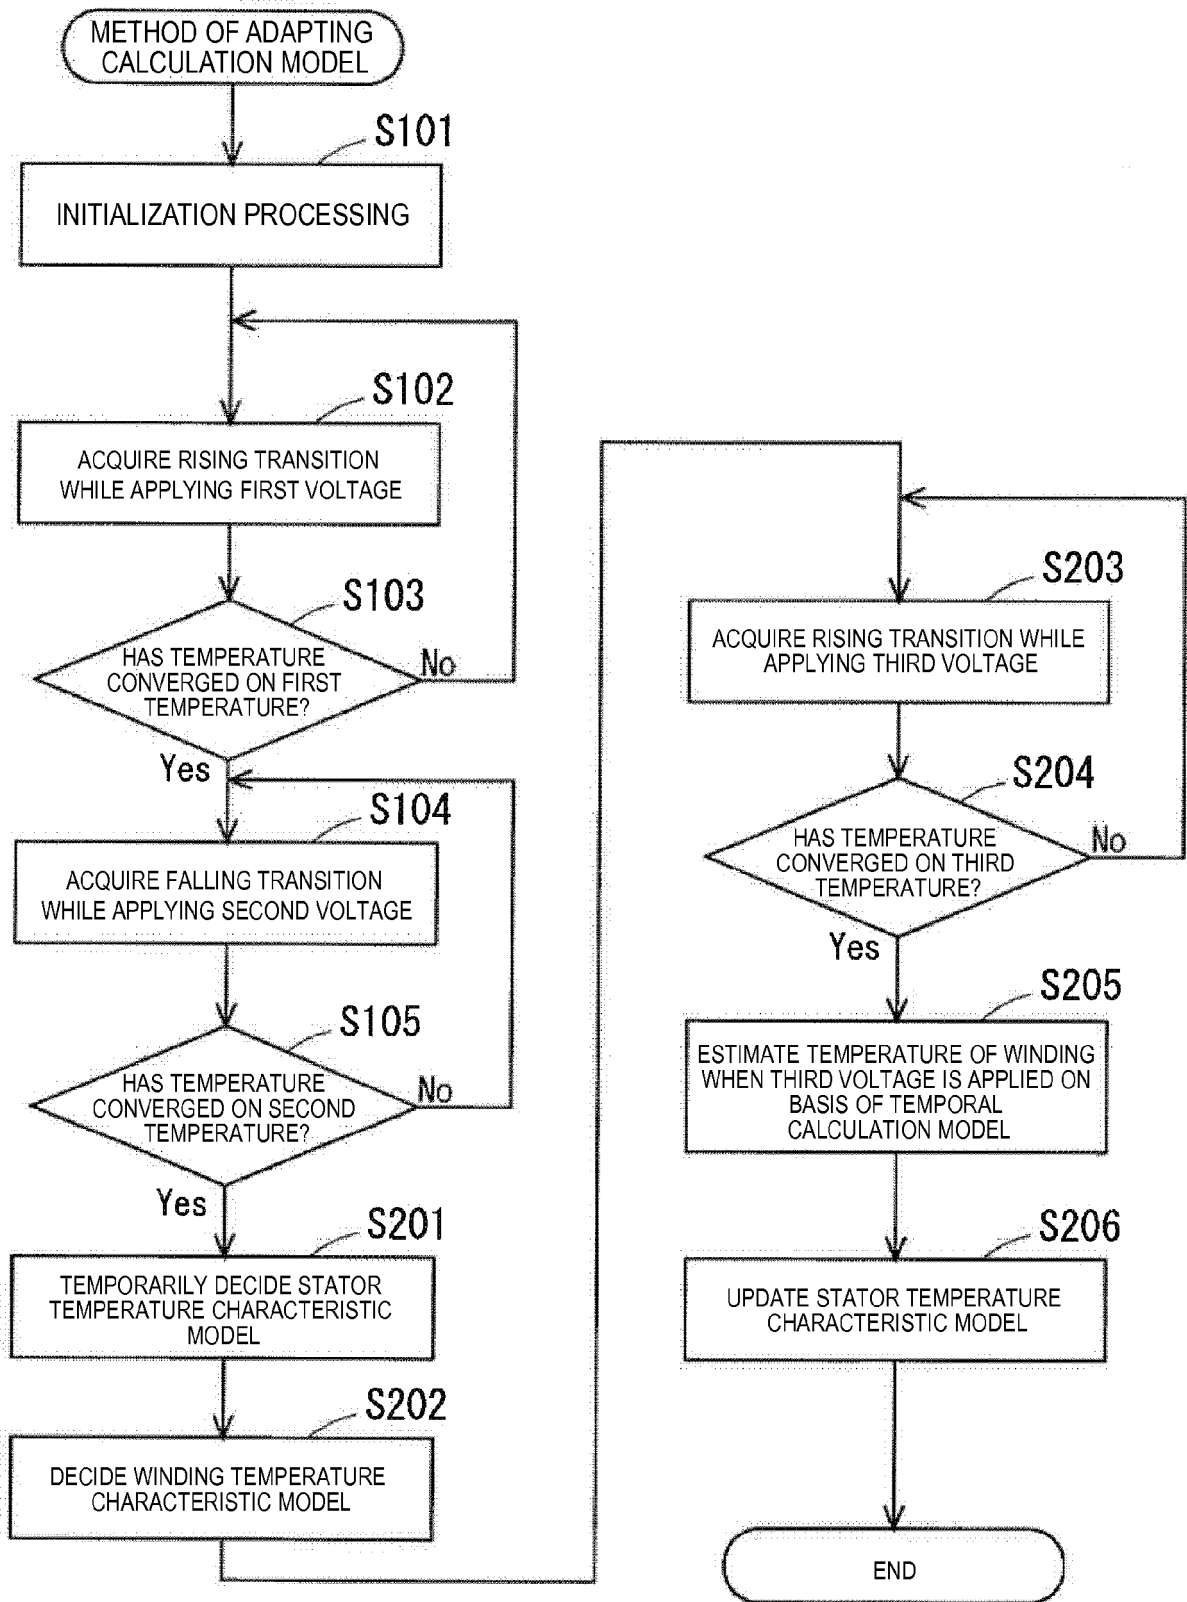 METHOD OF ADAPTING
CALCULATION MODEL
S101
INITIALIZATION PROCESSING
S102
ACQUIRE RISING TRANSITION
WHILE APPLYING FIRST VOLTAGE
S103
HAS TEMPERATURE
CONVERGED ON FIRST
TEMPERATURE?
No
Yes
S104
ACQUIRE FALLING TRANSITION
WHILE APPLYING SECOND VOLTAGE
S105
HAS TEMPERATURE
CONVERGED ON SECOND
TEMPERATURE?
No
Yes
S201
TEMPORARILY DECIDE STATOR
TEMPERATURE CHARACTERISTIC
MODEL
S202
DECIDE WINDING TEMPERATURE
CHARACTERISTIC MODEL
S203
ACQUIRE RISING TRANSITION WHILE
APPLYING THIRD VOLTAGE
S204
HAS TEMPERATURE
CONVERGED ON THIRD
TEMPERATURE?
No
Yes
S205
ESTIMATE TEMPERATURE OF WINDING
WHEN THIRD VOLTAGE IS APPLIED ON
BASIS OF TEMPORAL
CALCULATION MODEL
S206
UPDATE STATOR TEMPERATURE
CHARACTERISTIC MODEL
END